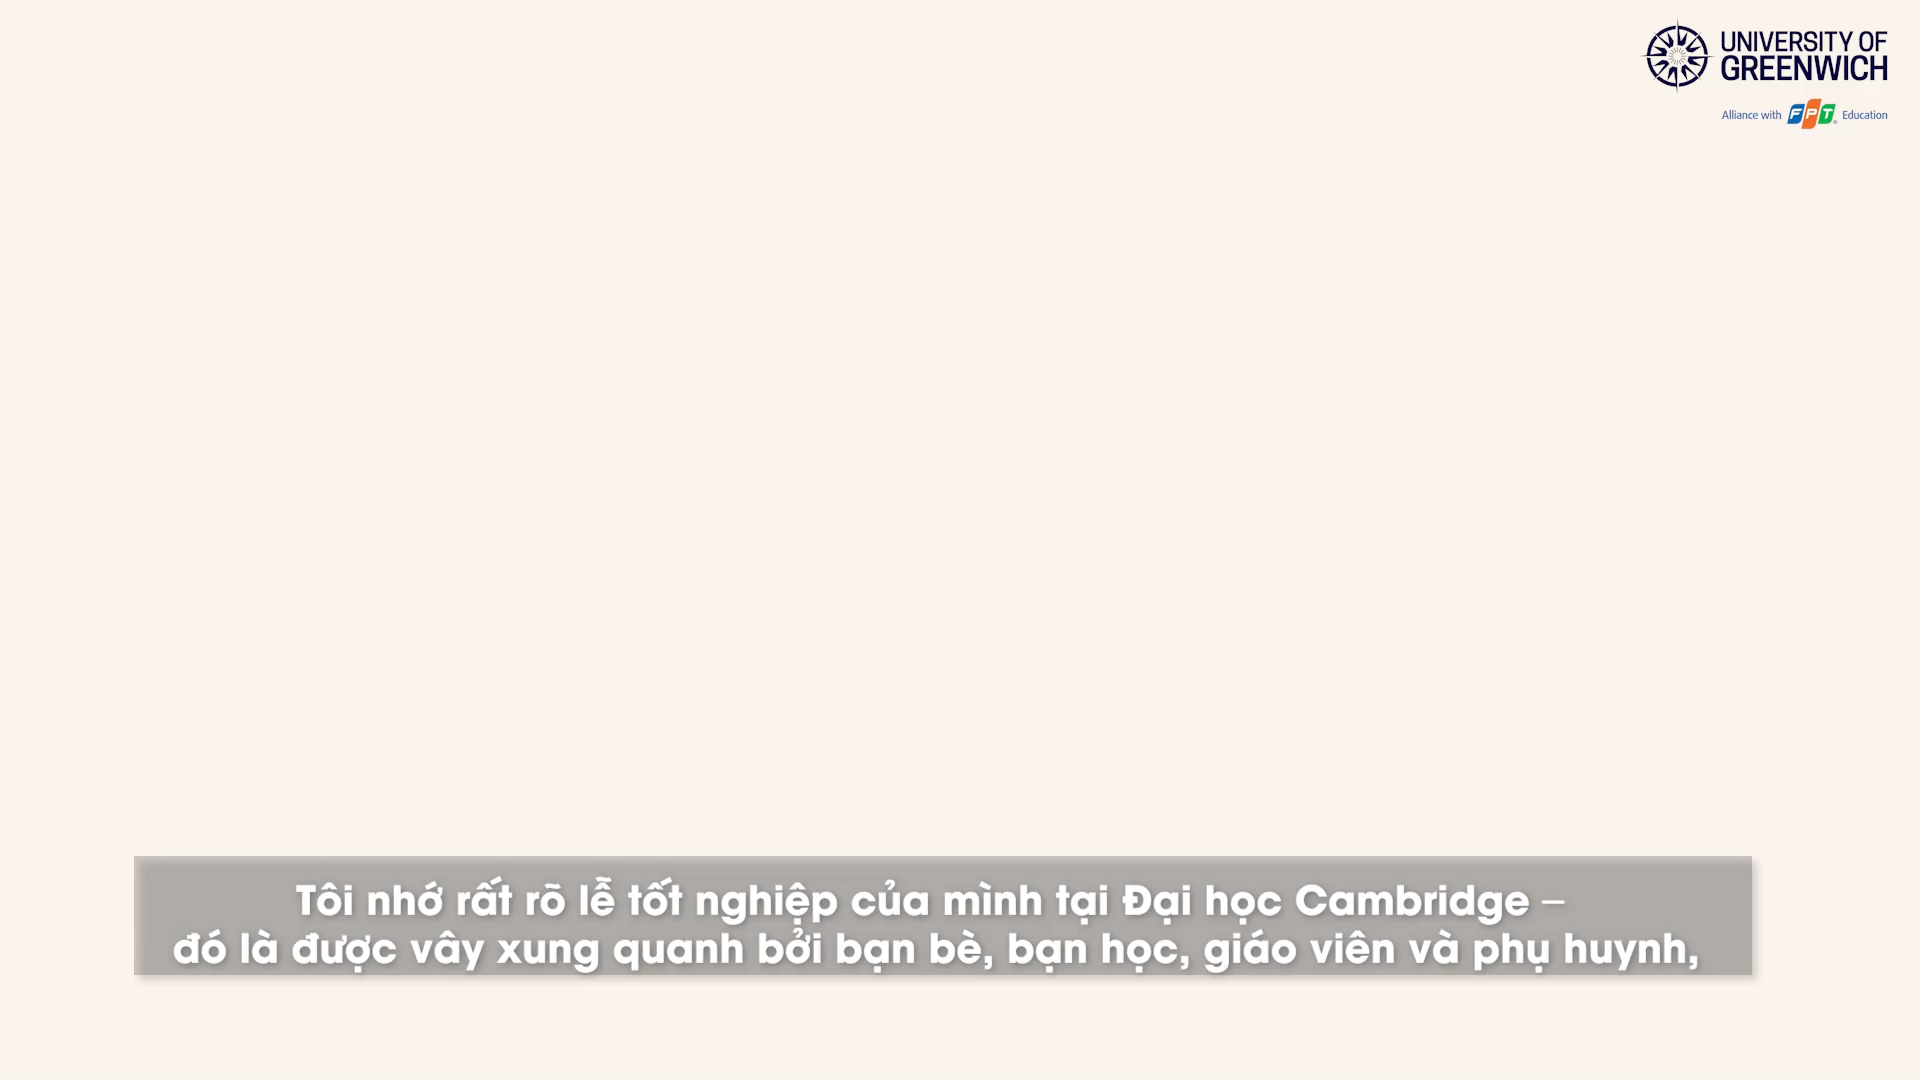 UNIVERSITY OF
GREENWICH
Alliance with FPT Education
Tôi nhớ rất rõ lễ tốt nghiệp của mình tại Đại học Cambridge –
đó là được vây xung quanh bởi bạn bè, bạn học, giáo viên và phụ huynh,